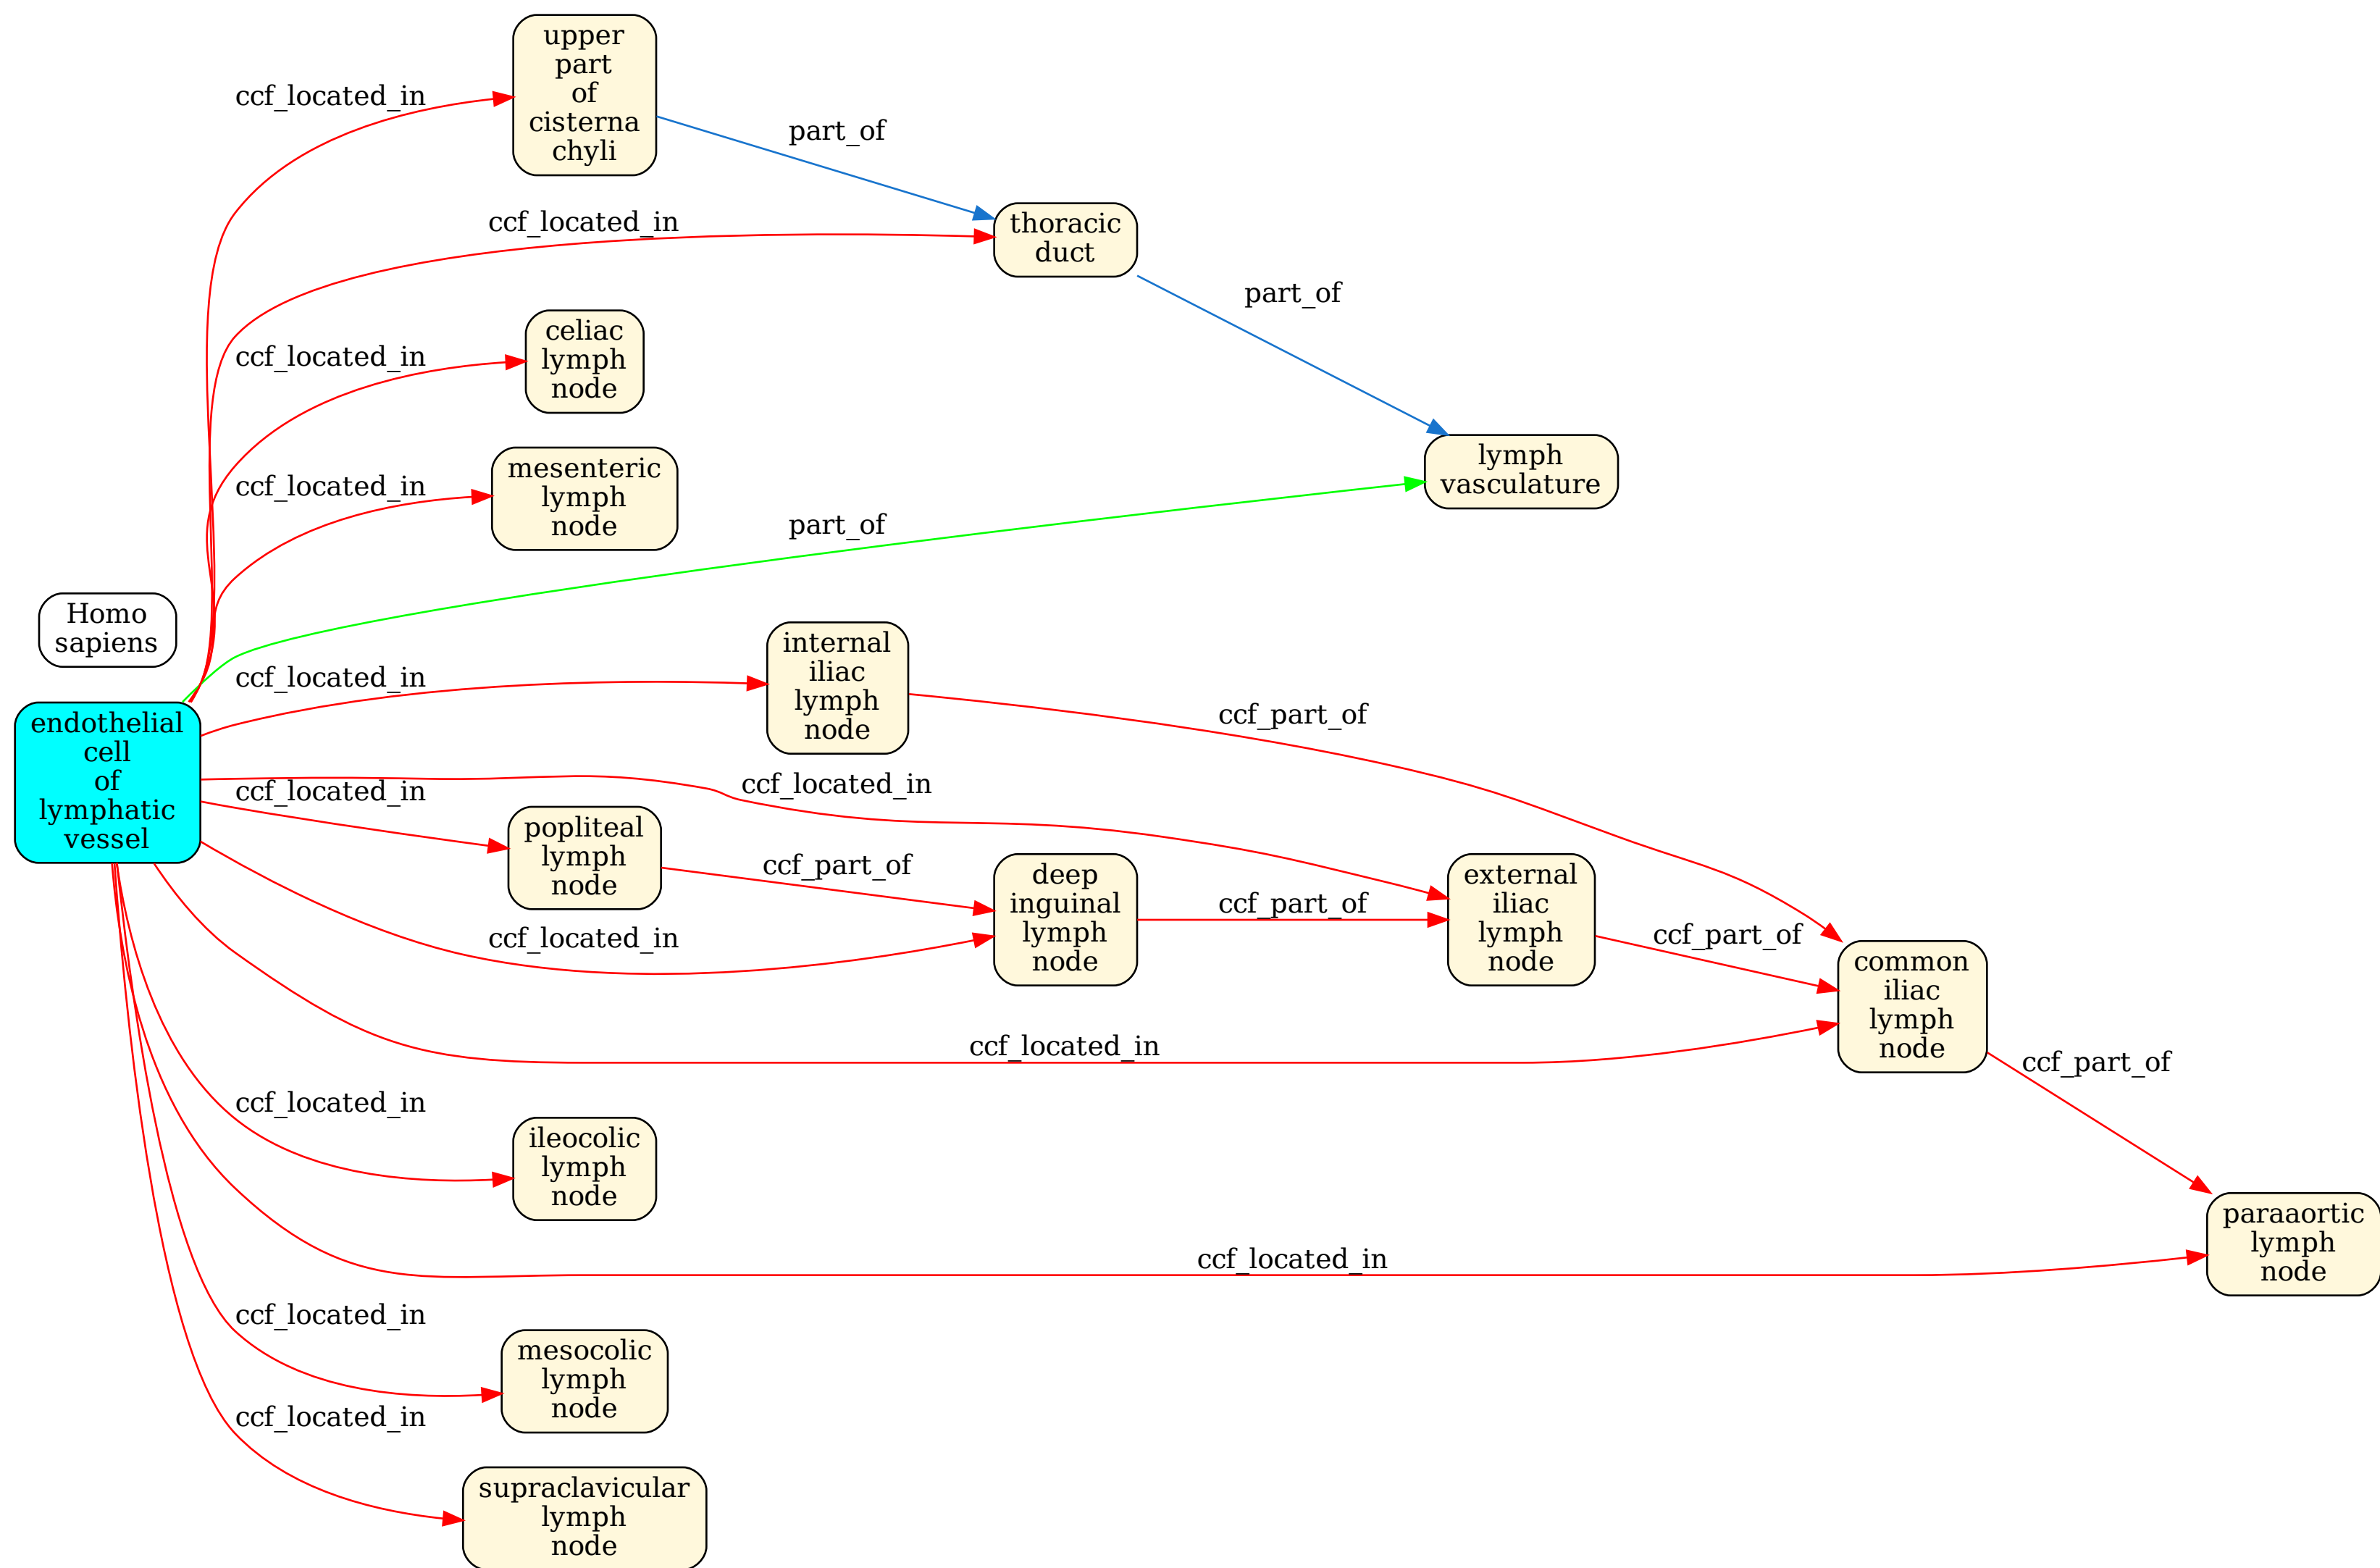 upper
part
of
cisterna
chyli
ccf_located_in
part_of
thoracic
duct
ccf_located_in
part_of
celiac
lymph
node
ccf_located_in
mesenteric
lymph
node
ccf_located_in
lymph
vasculature
part_of
Homo
sapiens
internal
iliac
lymph
node
ccf_located_in
ccf_part_of
endothelial
cell
of
lymphatic
vessel
ccf_located_in
ccf_located_in
popliteal
lymph
node
ccf_part_of
deep
inguinal
lymph
node
ccf_part_of
external
iliac
lymph
node
ccf_part_of
ccf_located_in
common
iliac
lymph
node
ccf_located_in
ccf_part_of
ccf_located_in
ileocolic
lymph
node
paraaortic
lymph
node
ccf_located_in
ccf_located_in
mesocolic
lymph
node
ccf_located_in
supraclavicular
lymph
node